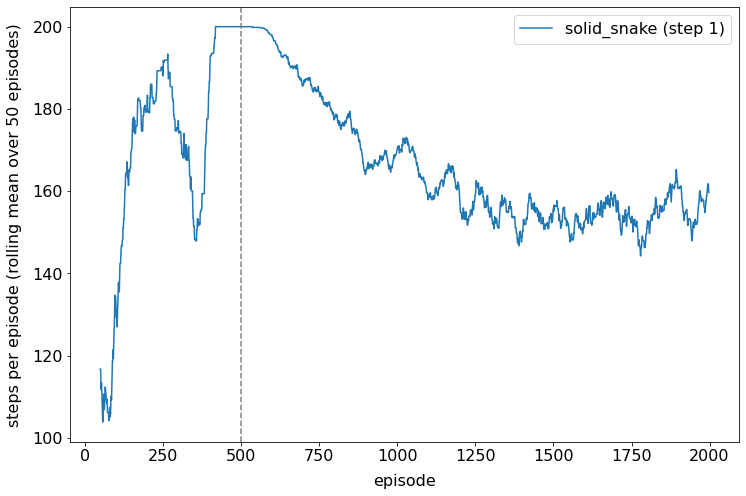 solid_snake (step 1)
steps per episode (rolling mean over 50 episodes)
200
180
160
140
120
100
0 250 500 750 1000 1250 1500 1750 2000
episode